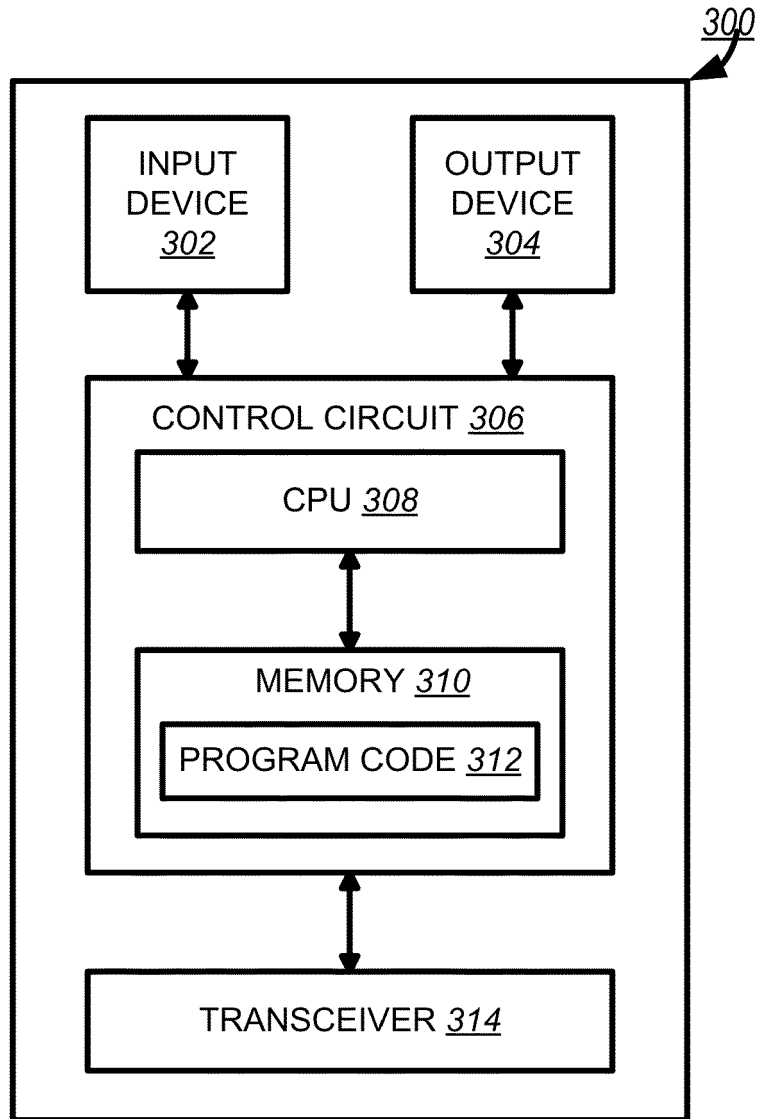 300
INPUT
DEVICE
302
OUTPUT
DEVICE
304
CONTROL CIRCUIT 306
CPU 308
MEMORY 310
PROGRAM CODE 312
TRANSCEIVER 314